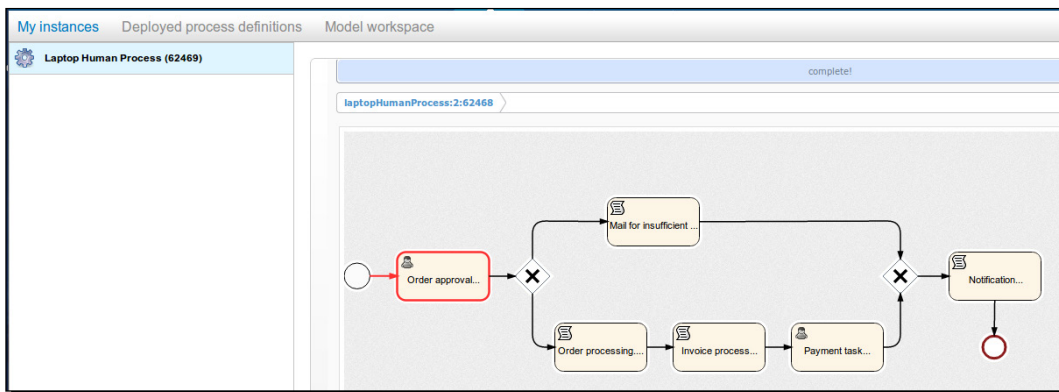 My instances Deployed process definitions Model workspace
Laptop Human Process (62469)
complete!
laptopHumanProcess:2:62468
Mail for insufficient ...
Order approval...
Notification...
Order processing....
Invoice process...
Payment task...